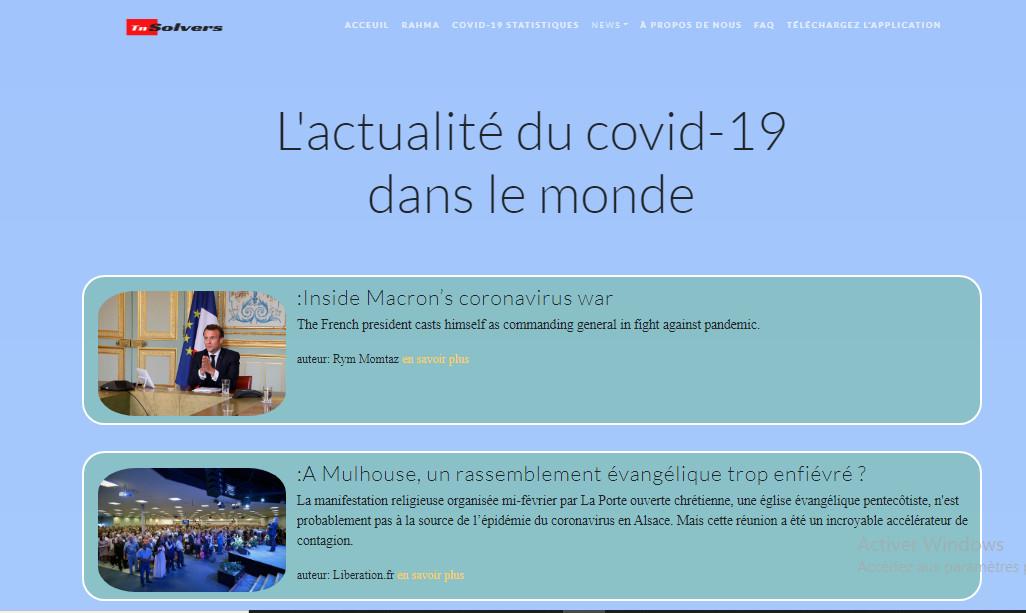 TnSolvers
ACCEUIL RAHMA COVID-19 STATISTIQUES NEWS À PROPOS DE NOUS FAQ TÉLÉCHARGEZ L'APPLICATION
L'actualité du covid-19
dans le monde
:Inside Macron’s coronavirus war
The French president casts himself as commanding general in fight against pandemic.
auteur: Rym Momtaz en savoir plus
:A Mulhouse, un rassemblement évangélique trop enfiévré ?
La manifestation religieuse organisée mi-février par La Porte ouverte chrétienne, une église évangélique pentecôtiste, n'est
probablement pas à la source de l’épidémie du coronavirus en Alsace. Mais cette réunion a été un incroyable accélérateur de
contagion.
Activer Windows
Accédez aux paramètres p
auteur: Liberation.fr en savoir plus